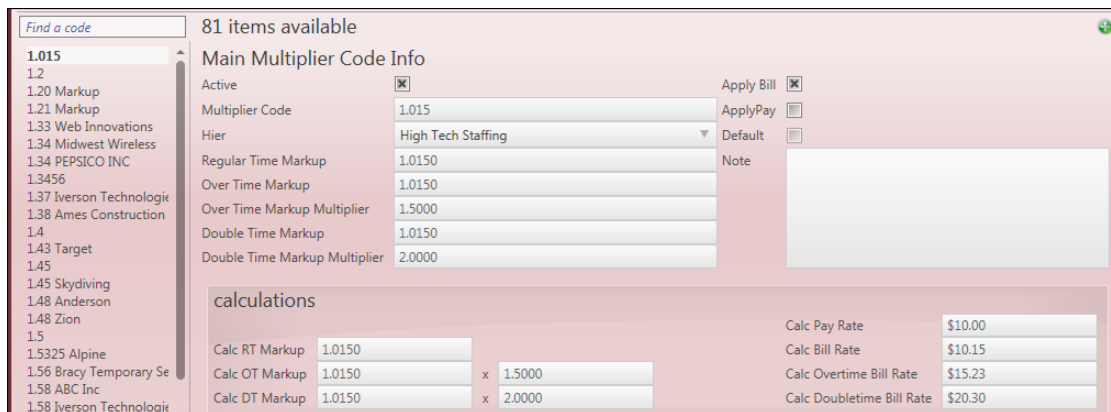 Find a code
81 items available
1.015
1.2
1.20 Markup
1.21 Markup
1.33 Web Innovations
1.34 Midwest Wireless
1.34 PEPSICO INC
1.3456
1.37 Iverson Technologie
1.38 Ames Construction
1.4
1.43 Target
1.45
1.45 Skydiving
1.48 Anderson
1.48 Zion
1.5
1.5325 Alpine
1.56 Bracy Temporary Se
1.58 ABC Inc
1.58 Iverson Technologie
Main Multiplier Code Info
Active
Apply Bill
Multiplier Code 1.015
ApplyPay
Hier High Tech Staffing
Default
Regular Time Markup 1.0150
Note
Over Time Markup 1.0150
Over Time Markup Multiplier 1.5000
Double Time Markup 1.0150
Double Time Markup Multiplier 2.0000
calculations
Calc Pay Rate $10.00
Calc RT Markup 1.0150
Calc Bill Rate $10.15
Calc OT Markup 1.0150 x 1.5000
Calc Overtime Bill Rate $15.23
Calc DT Markup 1.0150 x 2.0000
Calc Doubletime Bill Rate $20.30